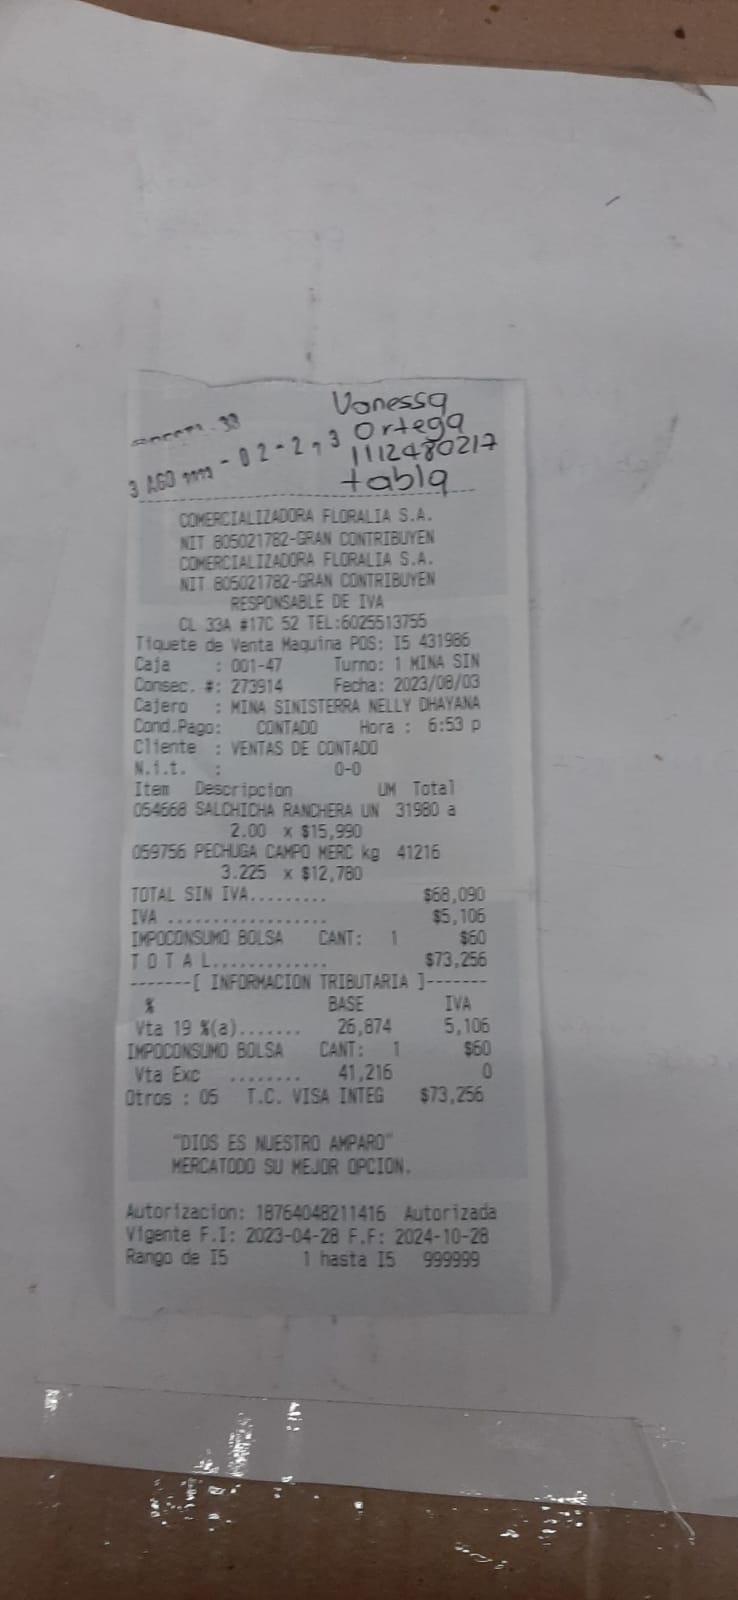 Vanessa
Ortega
1112480217
tabla
3 AGO
COMERCIALIZADORA FLORALIA S.A.
NIT 805021782-GRAN CONTRIBUYEN
COMERCIALIZADORA FLORALIA S.A.
NIT 805021782-GRAN CONTRIBUYEN
RESPONSABLE DE IVA
CL 33A #17C 52 TEL:6025513755
Tiquete de Venta Maquina POS: I5 431986
Caja : 001-47 Turno: 1 MINA SIN
Consec. #: 273914 Fecha: 2023/08/03
Cajero : MINA SINISTERRA NELLY DHAYANA
Cond.Pago: CONTADO Hora : 6:53 p
Cliente : VENTAS DE CONTADO
N.i.t. : 0-0
Item Descripcion UM Total
054668 SALCHICHA RANCHERA UN 31980 a
2.00 x $15,990
059756 PECHUGA CAMPO MERC kg 41216
3.225 x $12,780
TOTAL SIN IVA......... $68,090
IVA .................. $5,106
IMPOCONSUMO BOLSA CANT: 1 $60
T O T A L............. $73,256
-------[ INFORMACION TRIBUTARIA ]-------
% BASE IVA
Vta 19 %(a)....... 26,874 5,106
IMPOCONSUMO BOLSA CANT: 1 $60
Vta Exc ........ 41,216 0
Otros : 05 T.C. VISA INTEG $73,256
"DIOS ES NUESTRO AMPARO"
MERCATODO SU MEJOR OPCION.
Autorizacion: 18764048211416 Autorizada
Vigente F.I: 2023-04-28 F.F: 2024-10-28
Rango de I5 1 hasta I5 999999